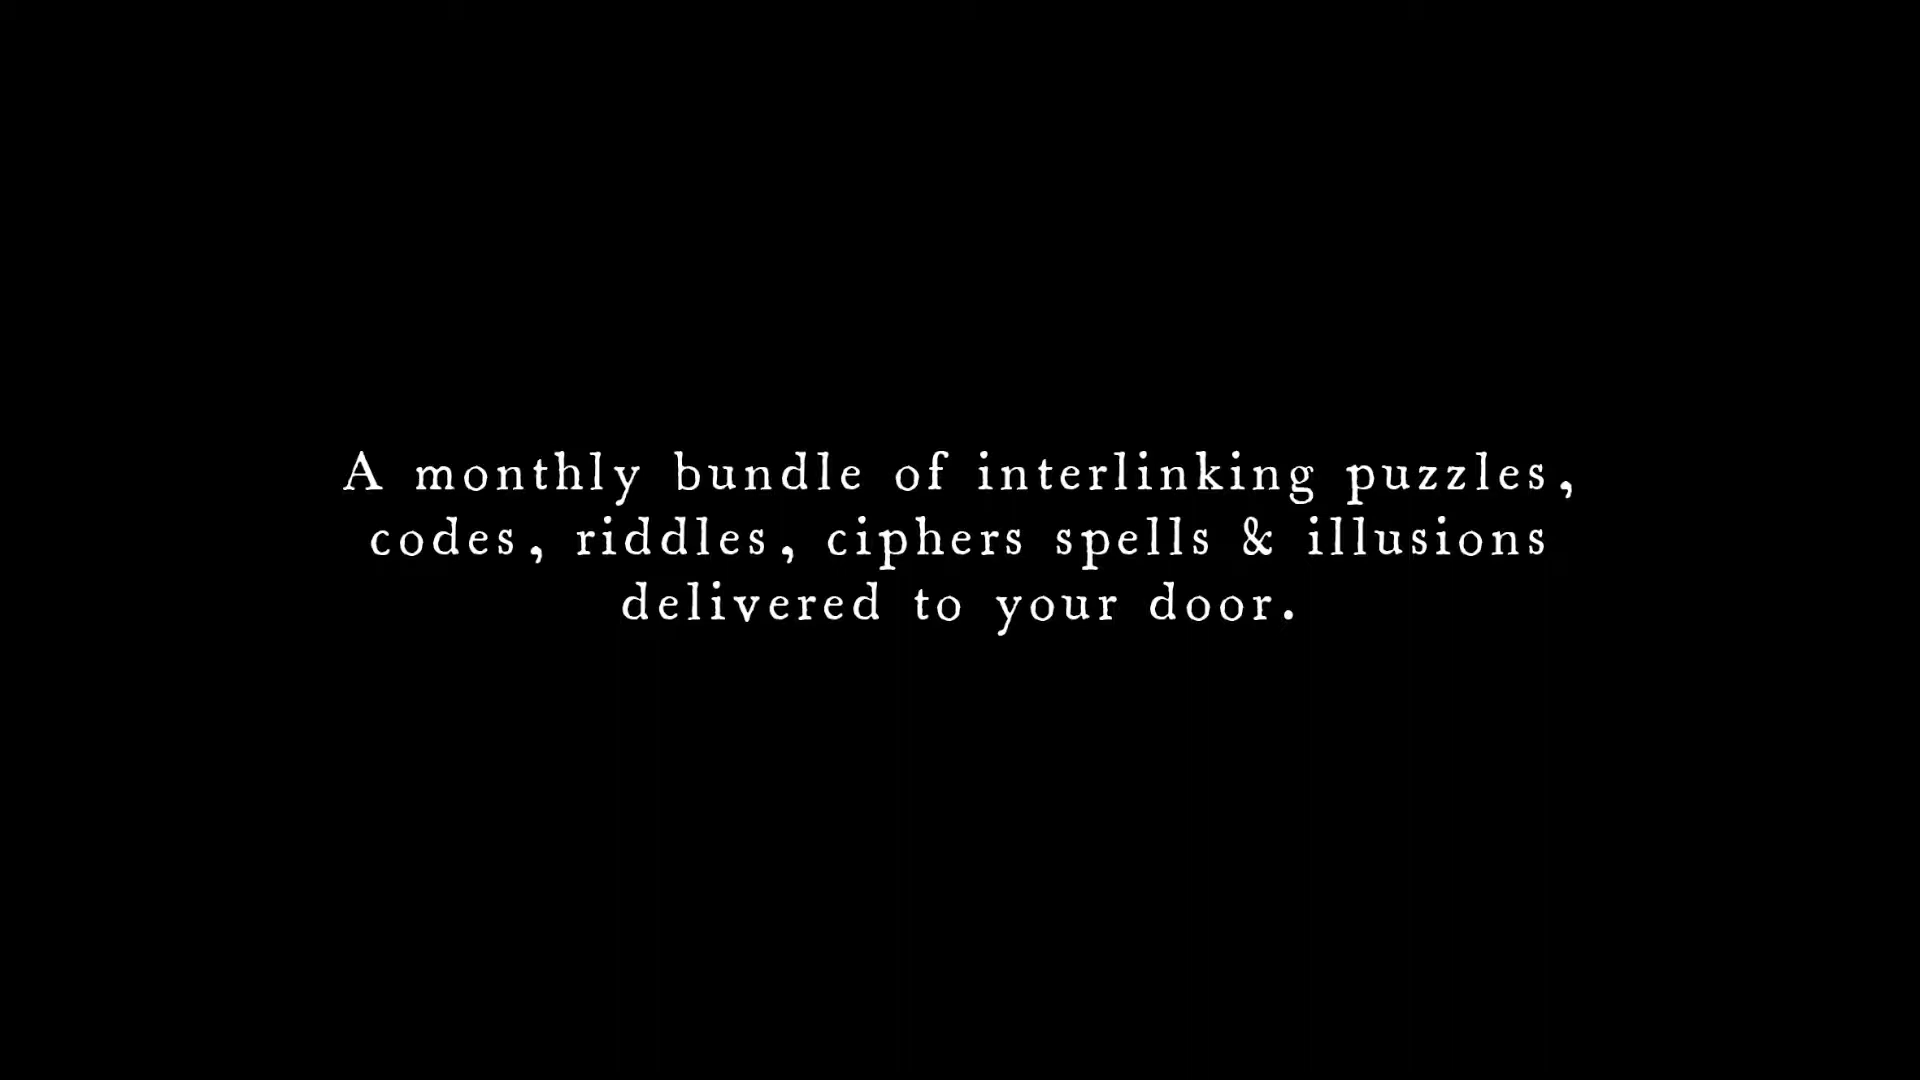 A monthly bundle of interlinking puzzles,
codes, riddles, ciphers spells & illusions
delivered to your door.